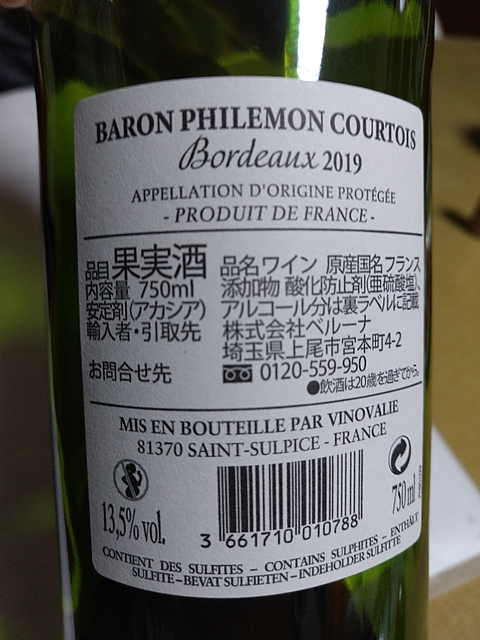 BARON PHILEMON COURTOIS
Bordeaux 2019
APPELLATION D'ORIGINE PROTÉGÉE
- PRODUIT DE FRANCE -
品目 果実酒 品名 ワイン 原産国名 フランス
内容量 750ml 添加物 酸化防止剤(亜硫酸塩)、
安定剤(アカシア) アルコール分は裏ラベルに記載
輸入者・引取先 株式会社ベルーナ
埼玉県上尾市宮本町4-2
お問合せ先 0120-559-950
●飲酒は20歳を過ぎてから。
MIS EN BOUTEILLE PAR VINOVALIE
81370 SAINT-SULPICE - FRANCE
13,5% vol.
750 ml
3 661710 010788
CONTIENT DES SULFITES – CONTAINS SULPHITES – ENTHÄLT
SULFITE – BEVAT SULFIETEN – INDEHOLDER SULFITTE